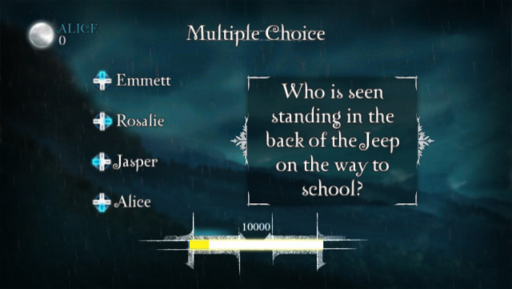 ALICE
0
Multiple Choice
Emmett
Rosalie
Jasper
Alice
Who is seen
standing in the
back of the Jeep
on the way to
school?
10000